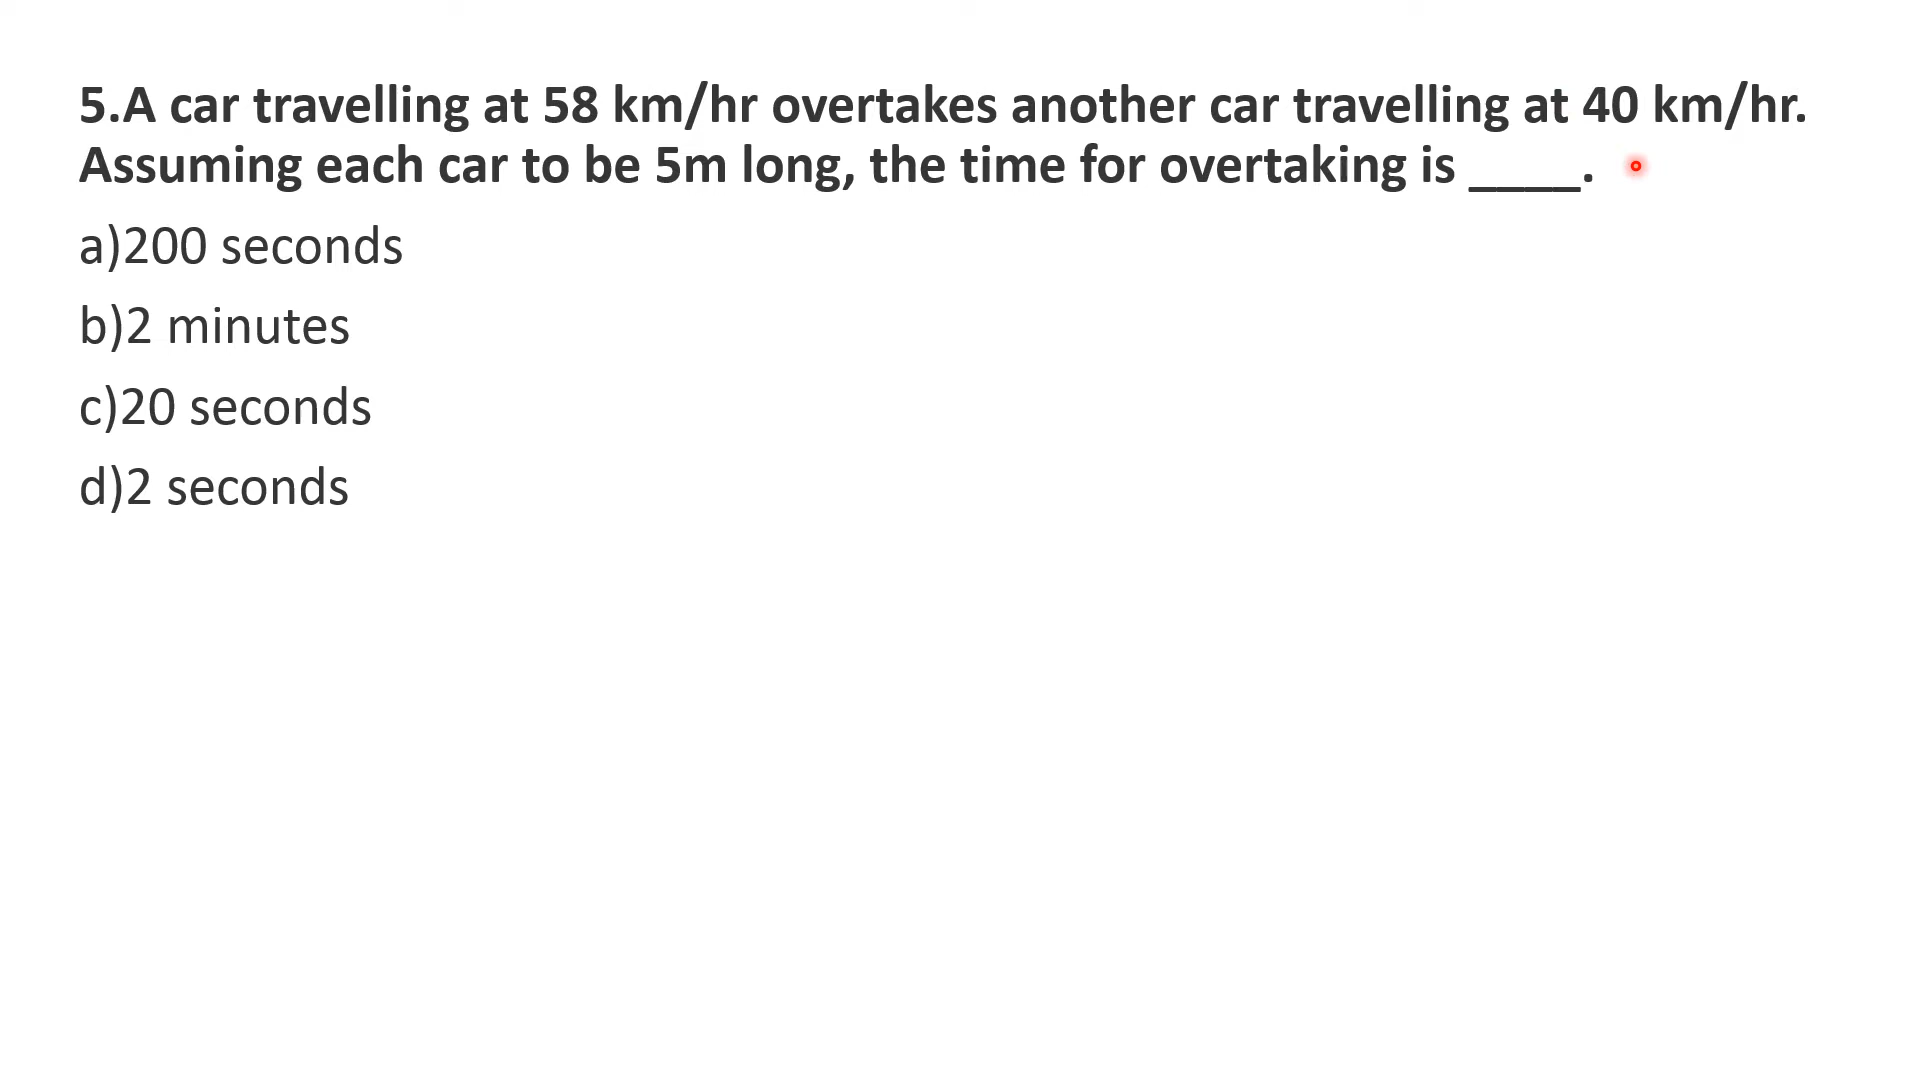 5.A car travelling at 58 km/hr overtakes another car travelling at 40 km/hr.
Assuming each car to be 5m long, the time for overtaking is ____.
a)200 seconds
b)2 minutes
c)20 seconds
d)2 seconds